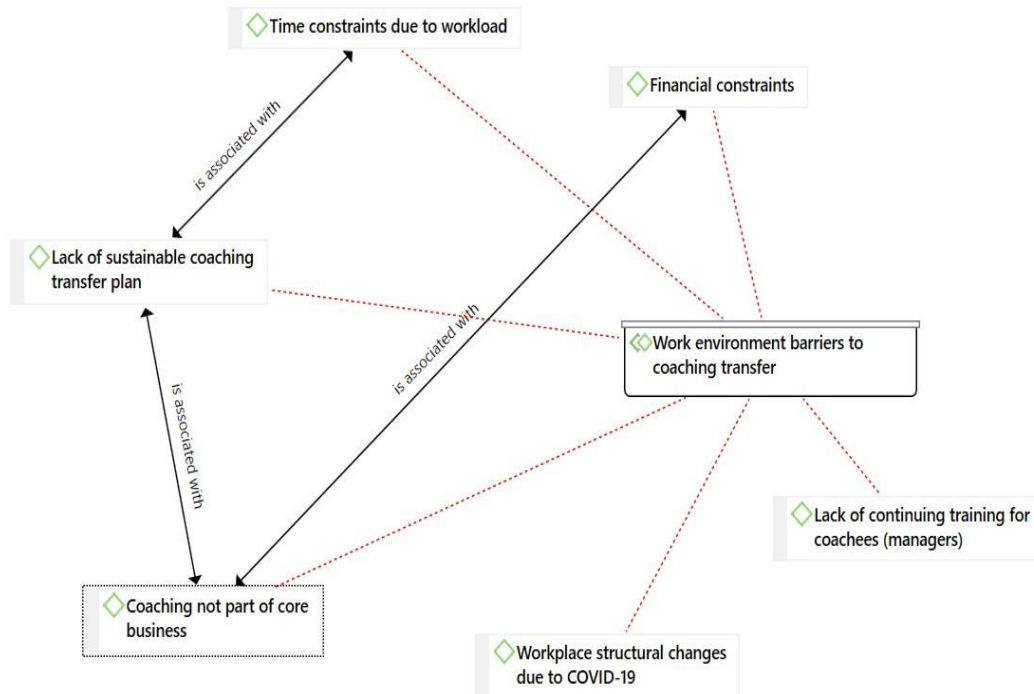 Time constraints due to workload
Financial constraints
is associated with
Lack of sustainable coaching
transfer plan
is associated with
Work environment barriers to
coaching transfer
is associated with
Lack of continuing training for
coachees (managers)
Coaching not part of core
business
Workplace structural changes
due to COVID-19